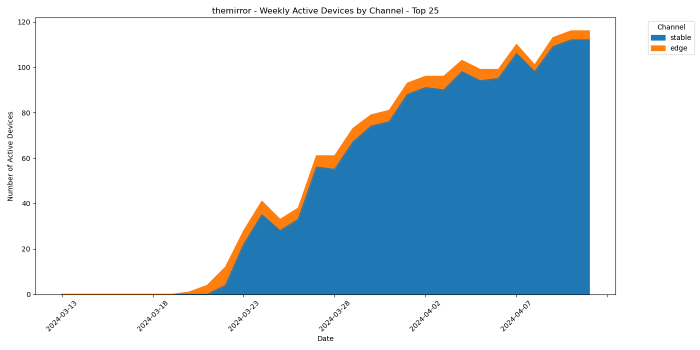 themirror - Weekly Active Devices by Channel - Top 25
Channel
stable
edge
Number of Active Devices
120
100
80
60
40
20
0
2024-03-13
2024-03-18
2024-03-23
2024-03-28
2024-04-02
2024-04-07
Date